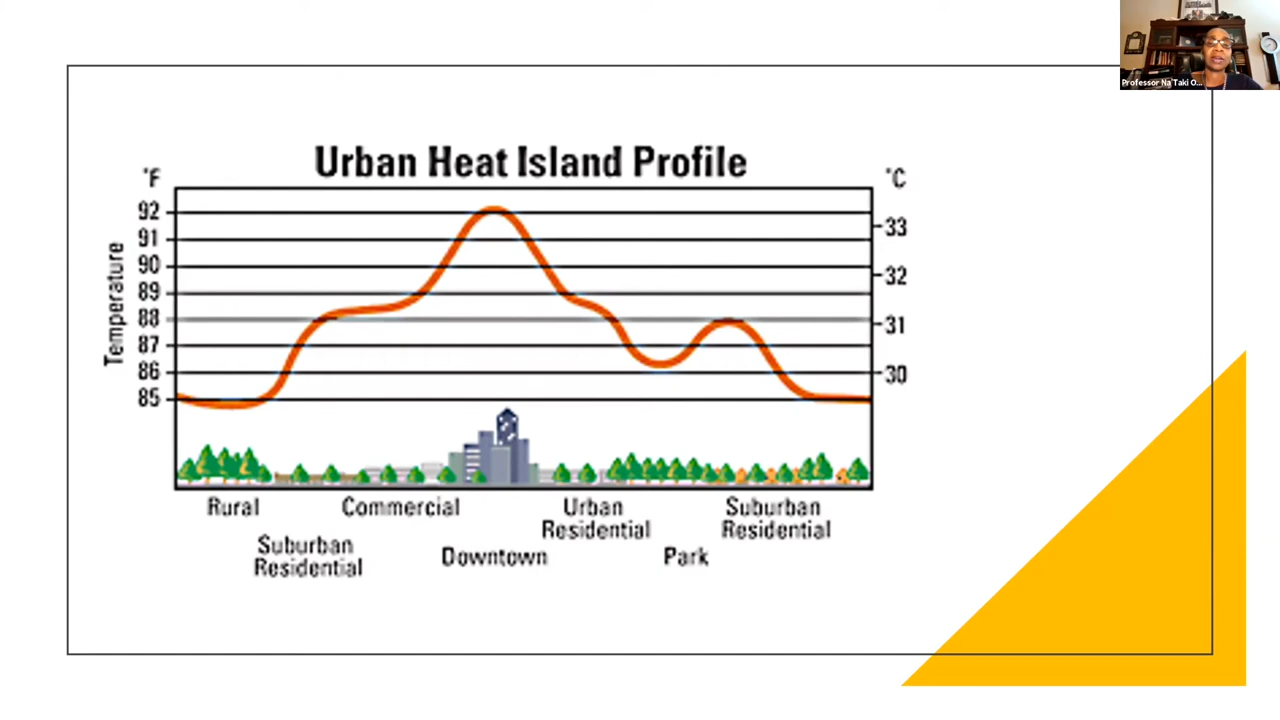 Professor Na'Taki O...
Urban Heat Island Profile
°F
°C
92
91
90
89
88
87
86
85
Temperature
33
32
31
30
Rural
Commercial
Urban
Residential
Suburban
Residential
Suburban
Residential
Downtown
Park